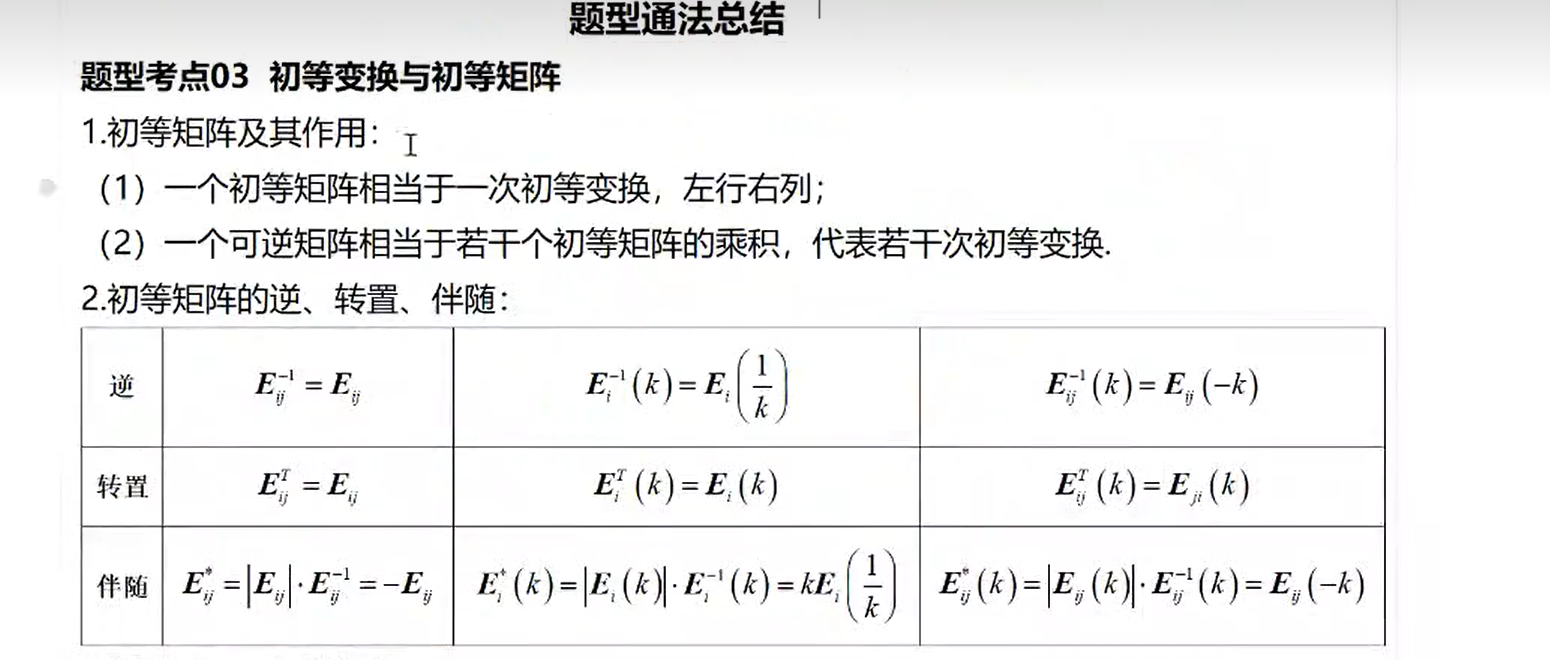 题型通法总结
题型考点03 初等变换与初等矩阵
1.初等矩阵及其作用：
（1）一个初等矩阵相当于一次初等变换，左行右列；
（2）一个可逆矩阵相当于若干个初等矩阵的乘积，代表若干次初等变换.
2.初等矩阵的逆、转置、伴随：
逆 $E_{ij}^{-1} = E_{ij}$ $E_i^{-1}(k) = E_i\left(\frac{1}{k}\right)$ $E_{ij}^{-1}(k) = E_{ij}(-k)$
转置 $E_{ij}^T = E_{ij}$ $E_i^T(k) = E_i(k)$ $E_{ij}^T(k) = E_{ji}(k)$
伴随 $E_{ij}^* = |E_{ij}| \cdot E_{ij}^{-1} = -E_{ij}$ $E_i^*(k) = |E_i(k)| \cdot E_i^{-1}(k) = kE_i\left(\frac{1}{k}\right)$ $E_{ij}^*(k) = |E_{ij}(k)| \cdot E_{ij}^{-1}(k) = E_{ij}(-k)$